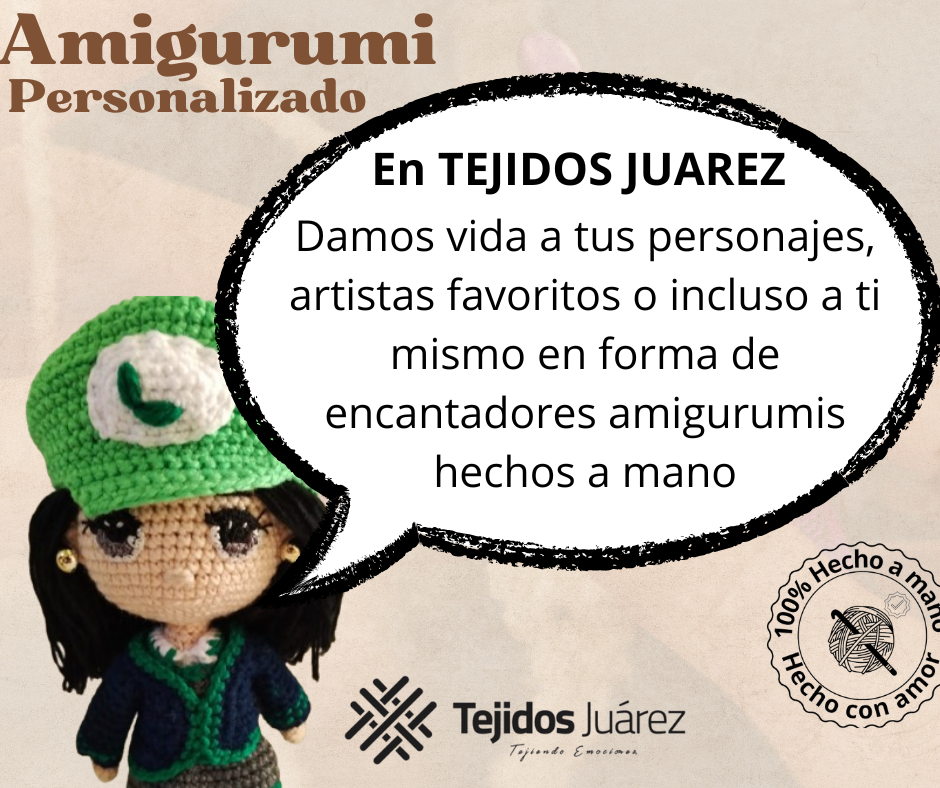 Amigurumi
Personalizado
En TEJIDOS JUAREZ
Damos vida a tus personajes,
artistas favoritos o incluso a ti
mismo en forma de
encantadores amigurumis
hechos a mano
L
100% Hecho a mano
Hecho con amor
Tejidos Juárez
Tejiendo Emociones